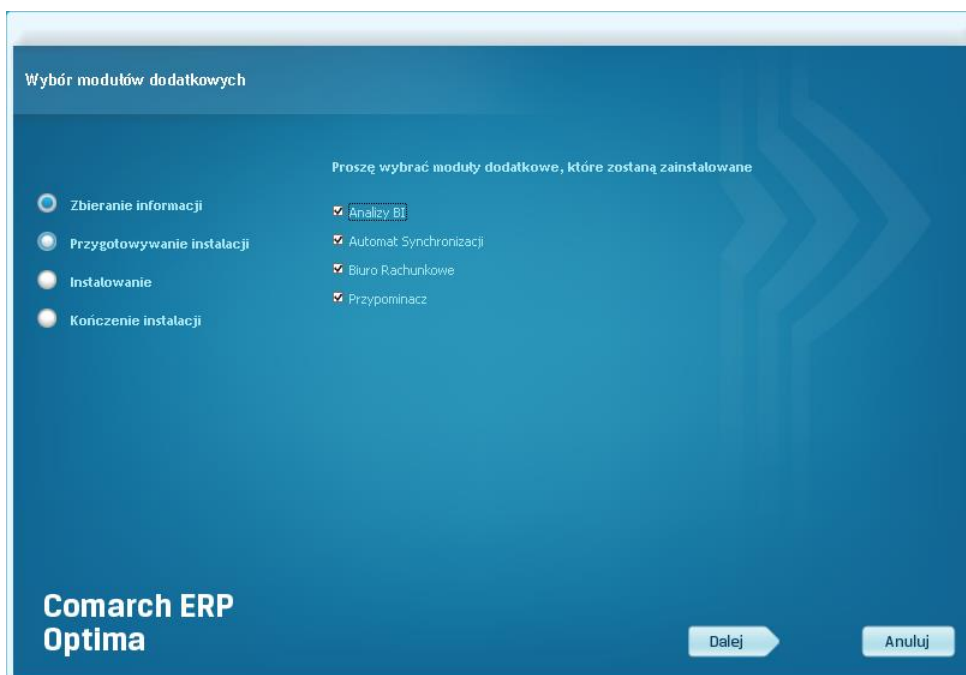 Wybór modułów dodatkowych
Proszę wybrać moduły dodatkowe, które zostaną zainstalowane
Zbieranie informacji
Przygotowywanie instalacji
Instalowanie
Kończenie instalacji
Analizy BI
Automat Synchronizacji
Biuro Rachunkowe
Przypominacz
Comarch ERP
Optima
Dalej
Anuluj